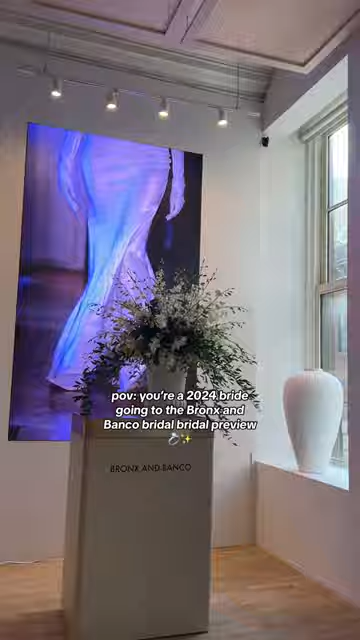 pov: you're a 2024 bride
going to the Bronx and
Banco bridal bridal preview
💍✨
BRONX AND BANCO